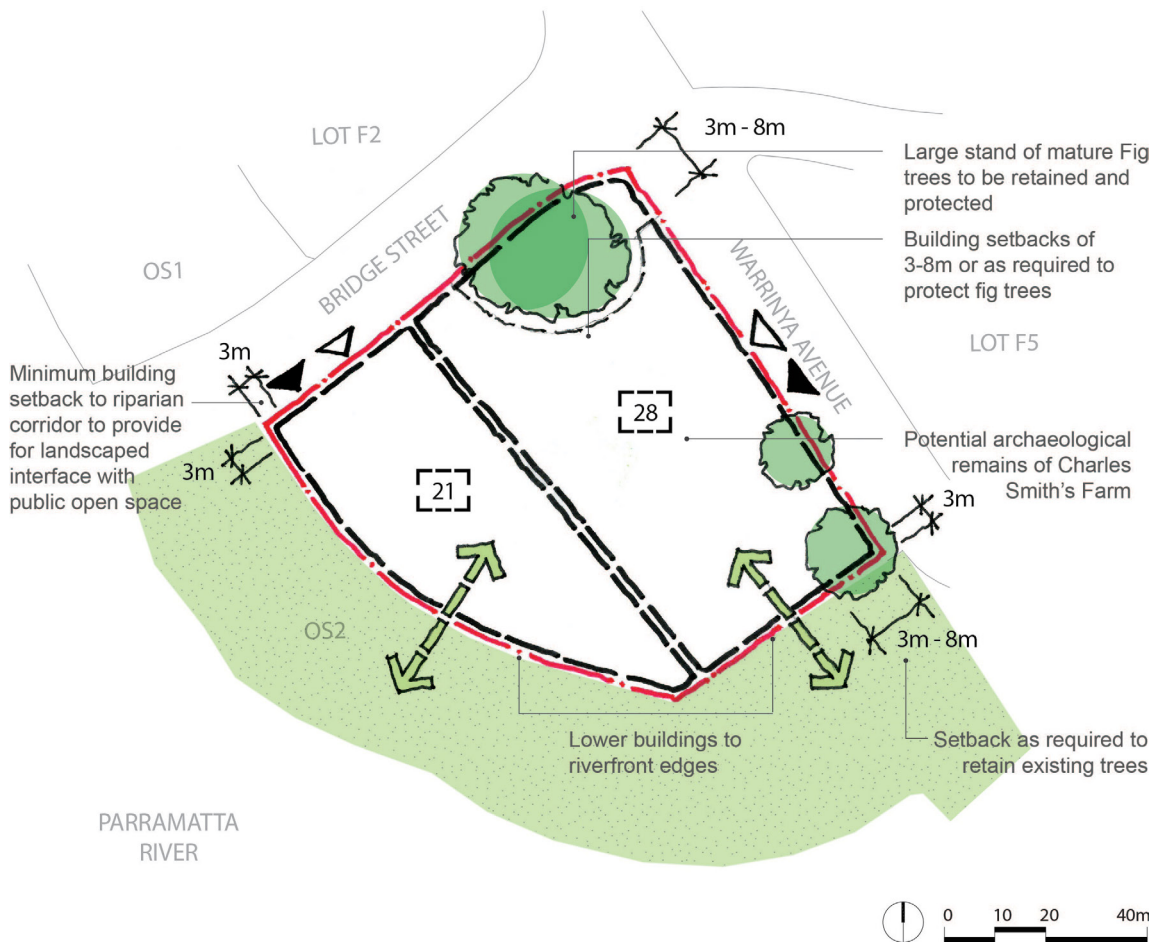 LOT F2
3m - 8m
Large stand of mature Fig
trees to be retained and
protected
Building setbacks of
3-8m or as required to
protect fig trees
OS1
BRIDGE STREET
WARRINYA AVENUE
LOT F5
3m
Minimum building
setback to riparian
corridor to provide
for landscaped
interface with
public open space
3m
28
21
Potential archaeological
remains of Charles
Smith's Farm
3m
OS2
3m - 8m
Lower buildings to
riverfront edges
Setback as required to
retain existing trees
PARRAMATTA
RIVER
0 10 20 40m